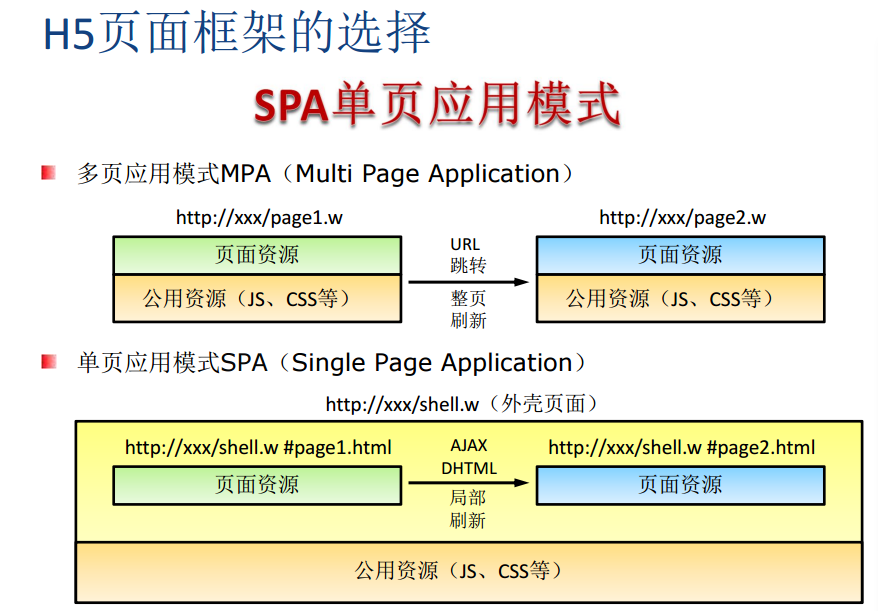 H5页面框架的选择
SPA单页应用模式
多页应用模式MPA（Multi Page Application）
http://xxx/page1.w
http://xxx/page2.w
页面资源
公用资源（JS、CSS等）
URL
跳转
整页
刷新
页面资源
公用资源（JS、CSS等）
单页应用模式SPA（Single Page Application）
http://xxx/shell.w（外壳页面）
http://xxx/shell.w #page1.html
页面资源
AJAX
DHTML
局部
刷新
http://xxx/shell.w #page2.html
页面资源
公用资源（JS、CSS等）